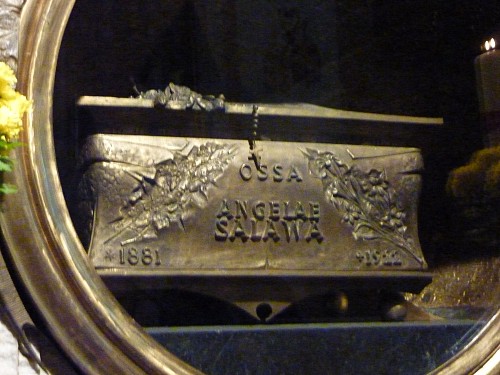 OSSA
ANGELAE
SALAWA
*1881 +1922